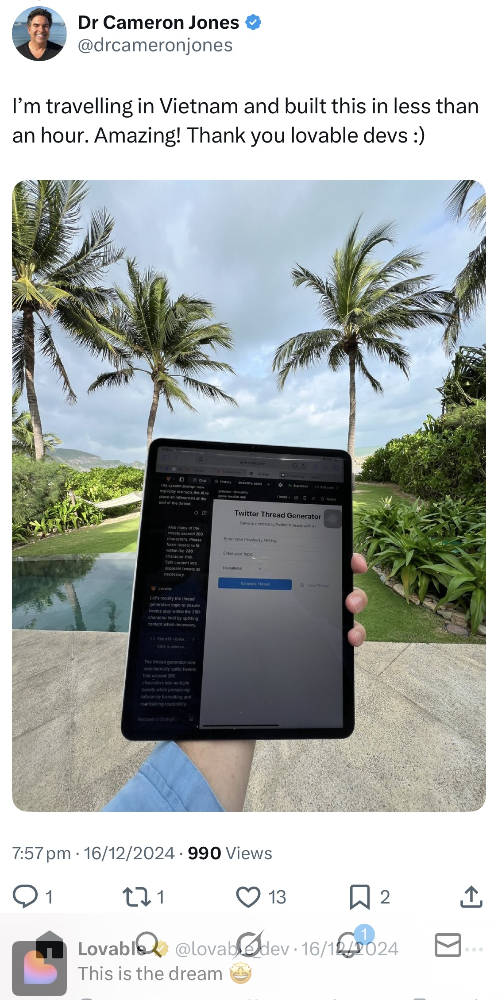 Dr Cameron Jones
@drcameronjones
I’m travelling in Vietnam and built this in less than
an hour. Amazing! Thank you lovable devs :)
lovable.dev
Claude
Twitter Thre...
Lovable
Chat
History
threadify-genie
Supabase
Edit code
The system prompt now
explicitly instructs the AI to
place all references at the
end of the thread.
Also many of the
tweets exceed 280
characters. Please
force tweets to fit
within the 280
character limit.
Split content into
separate tweets as
necessary.
Lovable
Let's modify the thread
generation logic to ensure
tweets stay within the 280-
character limit by splitting
content when necessary.
Edit #10 • Enfor...
Click to view co...
The thread generator now
automatically splits tweets
that exceed 280
characters into multiple
tweets while preserving
reference formatting and
maintaining readability.
Request a change...
preview--threadify-
genie.lovable.app
/ index
Select
Twitter Thread Generator
Generate engaging Twitter threads with AI
Enter your Perplexity API key
Enter your topic
Educational
Generate Thread
Save Thread
7:57 pm · 16/12/2024 · 990 Views
1
1
13
2
1
Lovable @lovable_dev · 16/12/2024
This is the dream 🤩